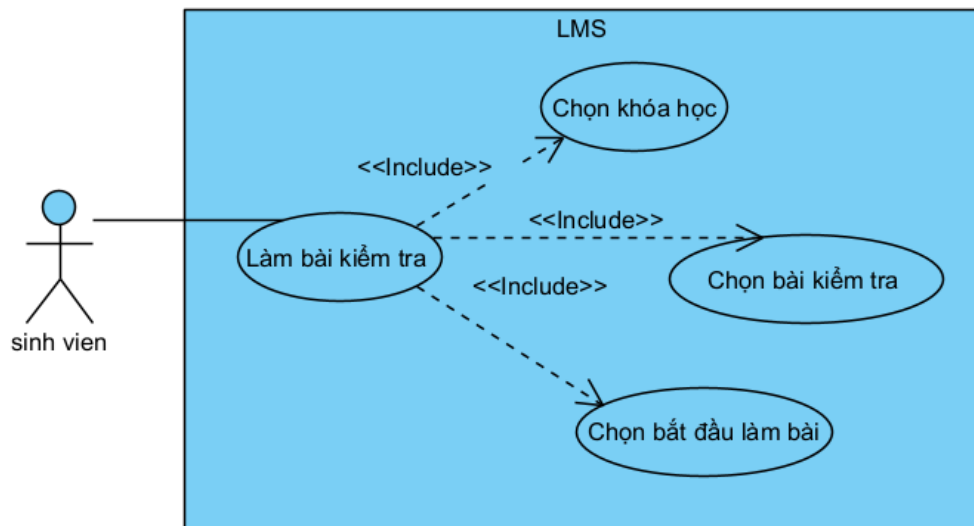 LMS
Chọn khóa học
<<Include>>
<<Include>>
Làm bài kiểm tra
Chọn bài kiểm tra
<<Include>>
sinh vien
Chọn bắt đầu làm bài